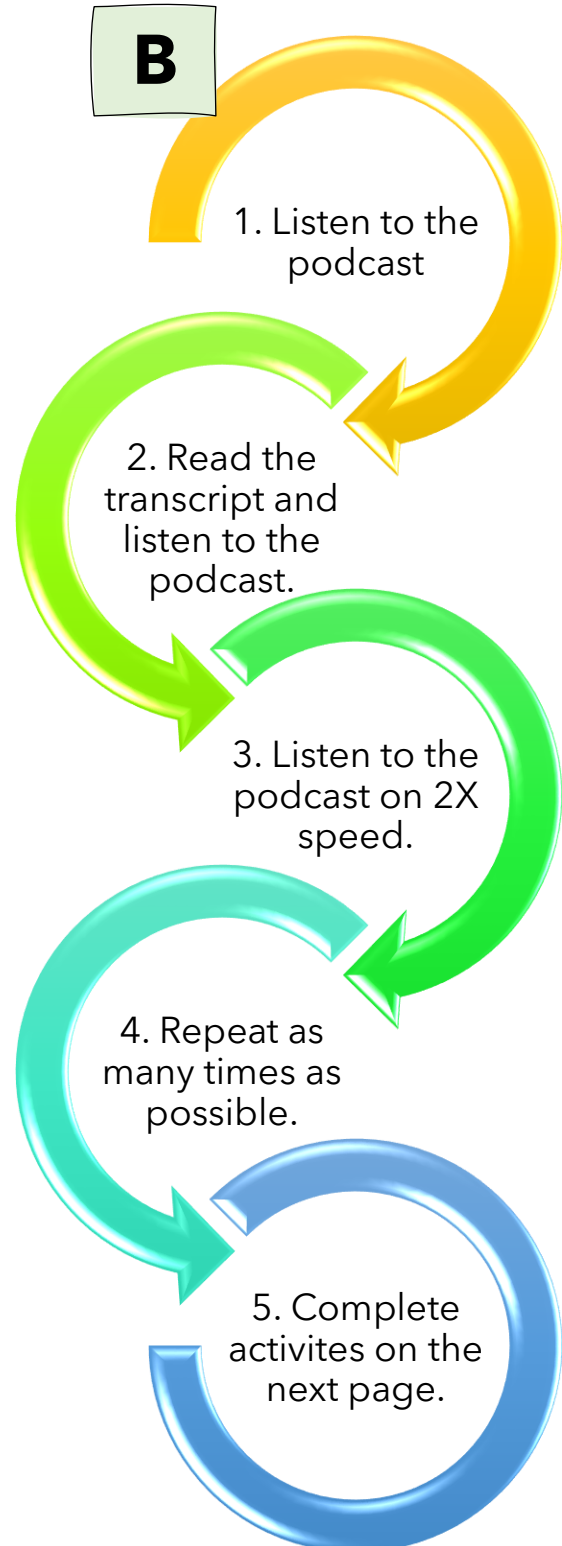 B
1. Listen to the
podcast
2. Read the
transcript and
listen to the
podcast.
3. Listen to the
podcast on 2X
speed.
4. Repeat as
many times as
possible.
5. Complete
activites on the
next page.